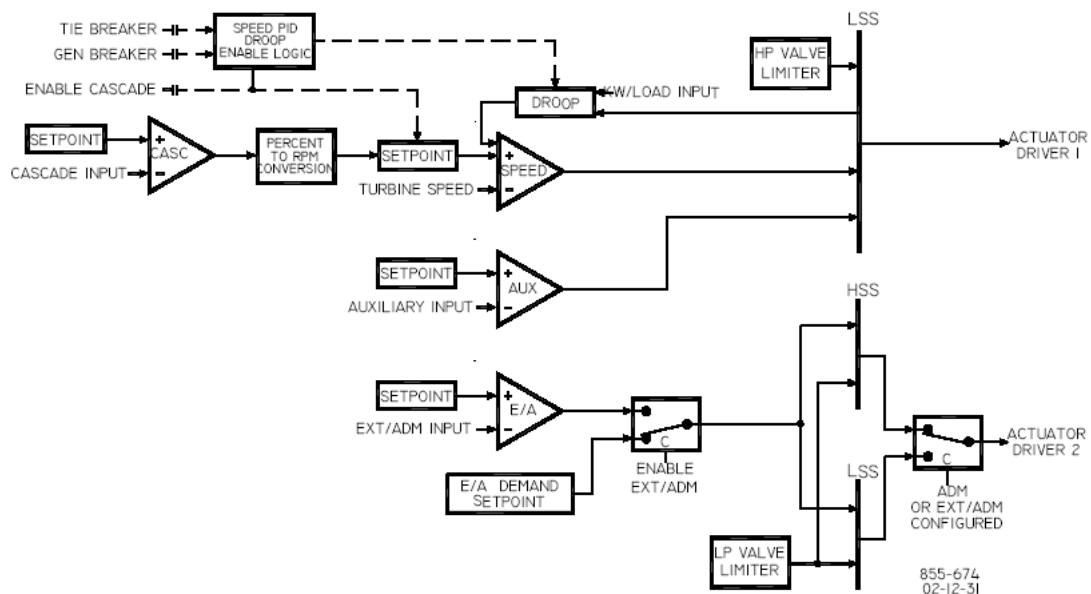 TIE BREAKER
GEN BREAKER
SPEED PID
DROOP
ENABLE LOGIC
ENABLE CASCADE
LSS
HP VALVE
LIMITER
KW/LOAD INPUT
DROOP
SETPOINT
+
CASC
-
CASCADE INPUT
PERCENT
TO RPM
CONVERSION
SETPOINT
+
SPEED
-
TURBINE SPEED
ACTUATOR
DRIVER 1
SETPOINT
+
AUX
-
AUXILIARY INPUT
HSS
SETPOINT
+
E/A
-
EXT/ADM INPUT
C
ENABLE
EXT/ADM
E/A DEMAND
SETPOINT
LSS
C
ACTUATOR
DRIVER 2
ADM
OR EXT/ADM
CONFIGURED
LP VALVE
LIMITER
855-674
02-12-31